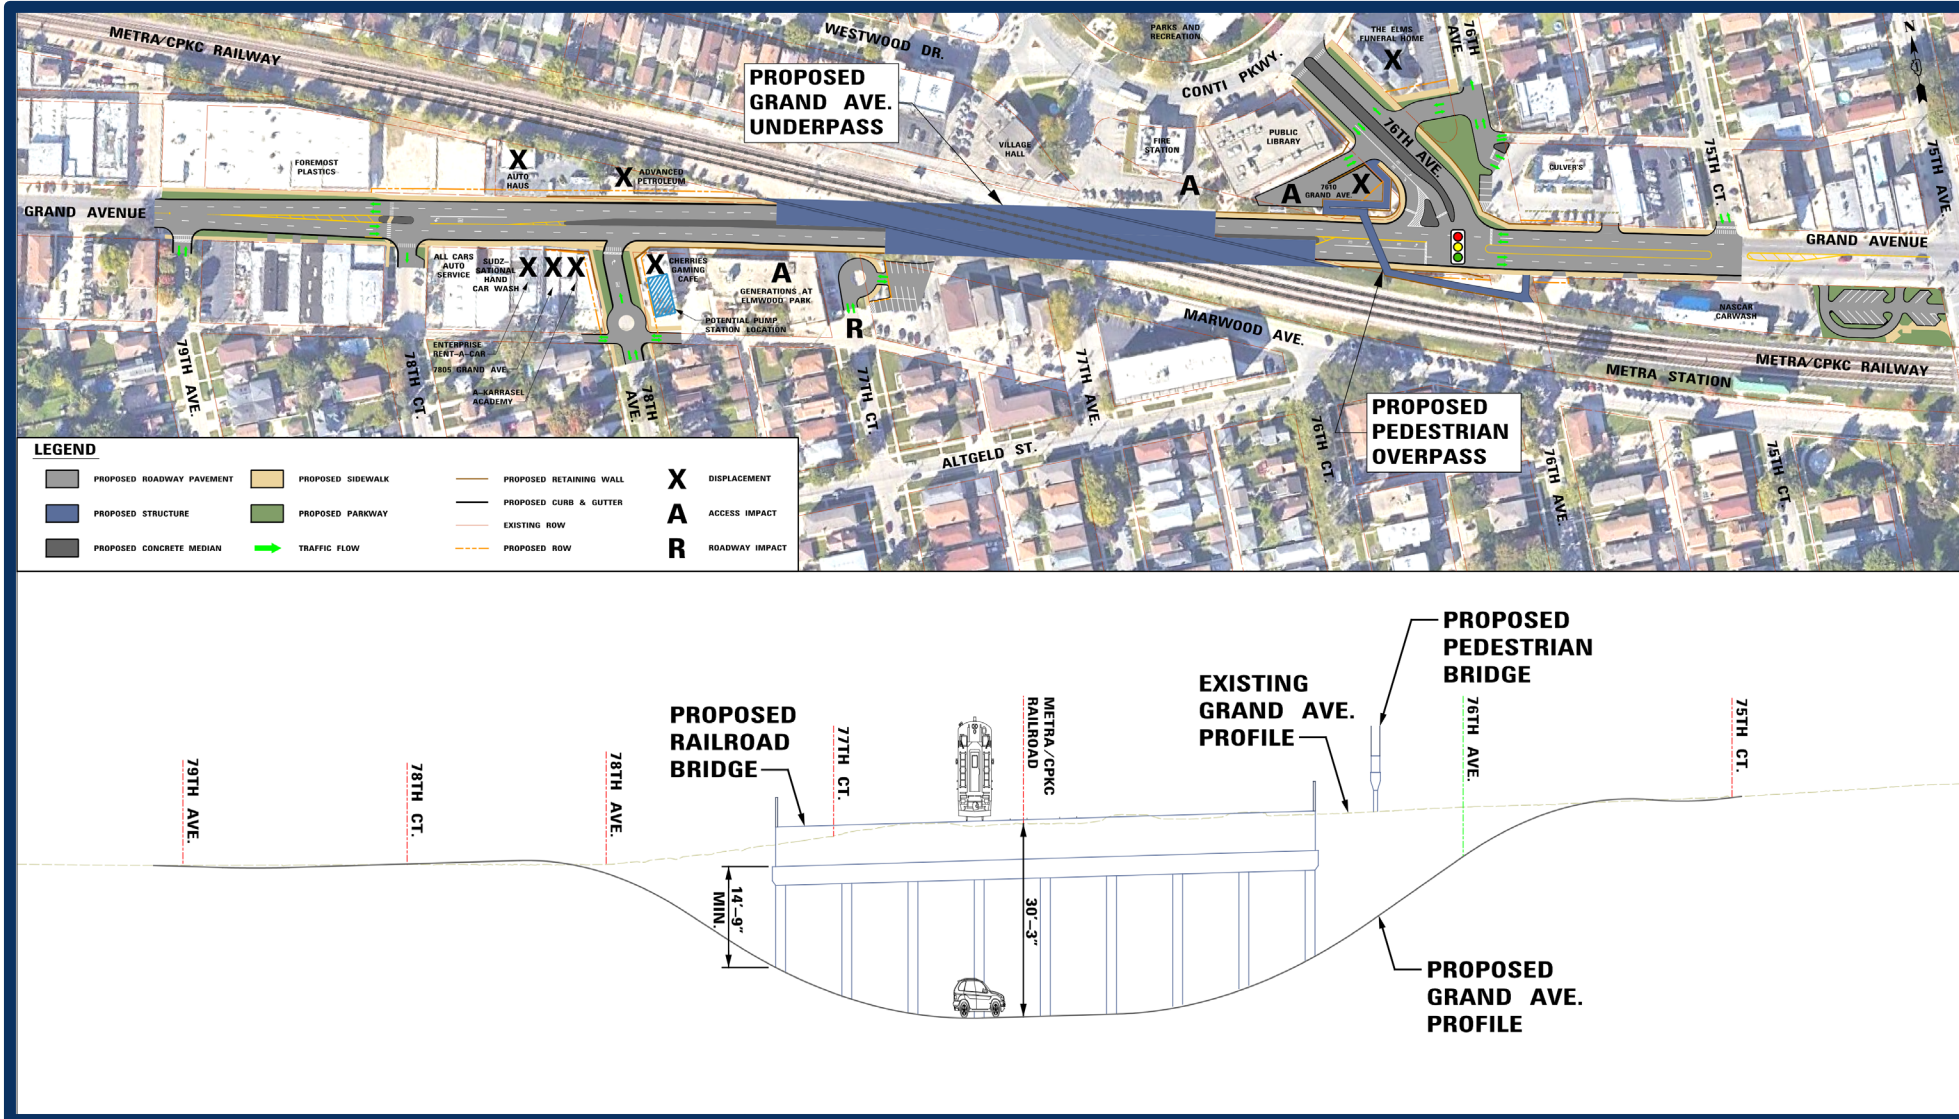 METRA/CPKC RAILWAY
WESTWOOD DR.
PARKS AND
RECREATION
THE ELMS
FUNERAL HOME
76TH
AVE.
N
PROPOSED
GRAND AVE.
UNDERPASS
CONTI PKWY.
VILLAGE
HALL
FIRE
STATION
PUBLIC
LIBRARY
76TH AVE.
CULVER'S
75TH CT.
75TH AVE.
FOREMOST
PLASTICS
X
AUTO
HAUS
X
ADVANCED
PETROLEUM
A
A
7610
GRAND AVE.
X
X
GRAND AVENUE
GRAND AVENUE
ALL CARS
AUTO
SERVICE
SUDZ-
SATIONAL
HAND
CAR WASH
X X X
X
CHERRIES
GAMING
CAFE
A
GENERATIONS AT
ELMWOOD PARK
POTENTIAL PUMP
STATION LOCATION
R
ENTERPRISE
RENT-A-CAR
7805 GRAND AVE.
A-KARRASEL
ACADEMY
79TH AVE.
78TH CT.
78TH
AVE.
77TH CT.
77TH AVE.
MARWOOD AVE.
NASCAR
CARWASH
METRA/CPKC RAILWAY
METRA STATION
PROPOSED
PEDESTRIAN
OVERPASS
ALTGELD ST.
76TH CT.
76TH AVE.
75TH CT.
LEGEND
PROPOSED ROADWAY PAVEMENT
PROPOSED SIDEWALK
PROPOSED RETAINING WALL
X DISPLACEMENT
PROPOSED CURB & GUTTER
PROPOSED STRUCTURE
PROPOSED PARKWAY
A ACCESS IMPACT
EXISTING ROW
PROPOSED CONCRETE MEDIAN
TRAFFIC FLOW
PROPOSED ROW
R ROADWAY IMPACT
PROPOSED
PEDESTRIAN
BRIDGE
EXISTING
GRAND AVE.
PROFILE
PROPOSED
RAILROAD
BRIDGE
79TH AVE.
78TH CT.
78TH AVE.
77TH CT.
METRA/CPKC
RAILROAD
76TH AVE.
75TH CT.
14'-9"
MIN.
30'-3"
PROPOSED
GRAND AVE.
PROFILE